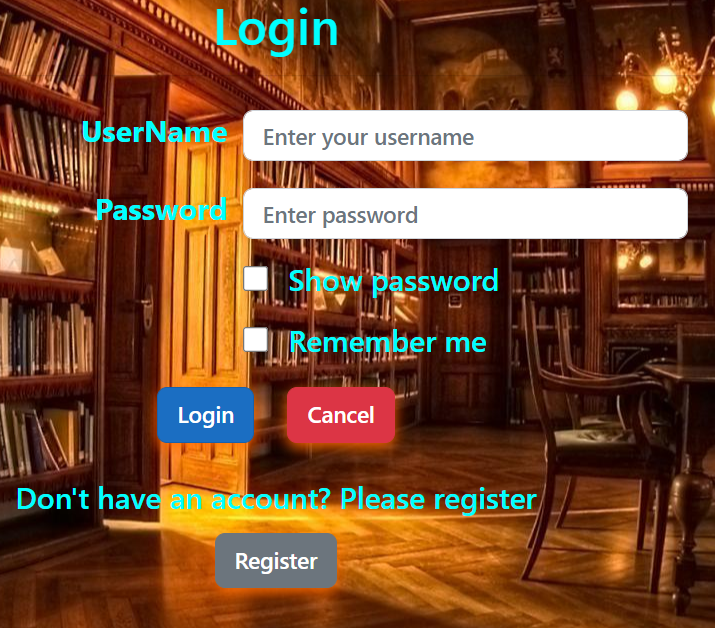 Login
UserName Enter your username
Password Enter password
Show password
Remember me
Login Cancel
Don't have an account? Please register
Register